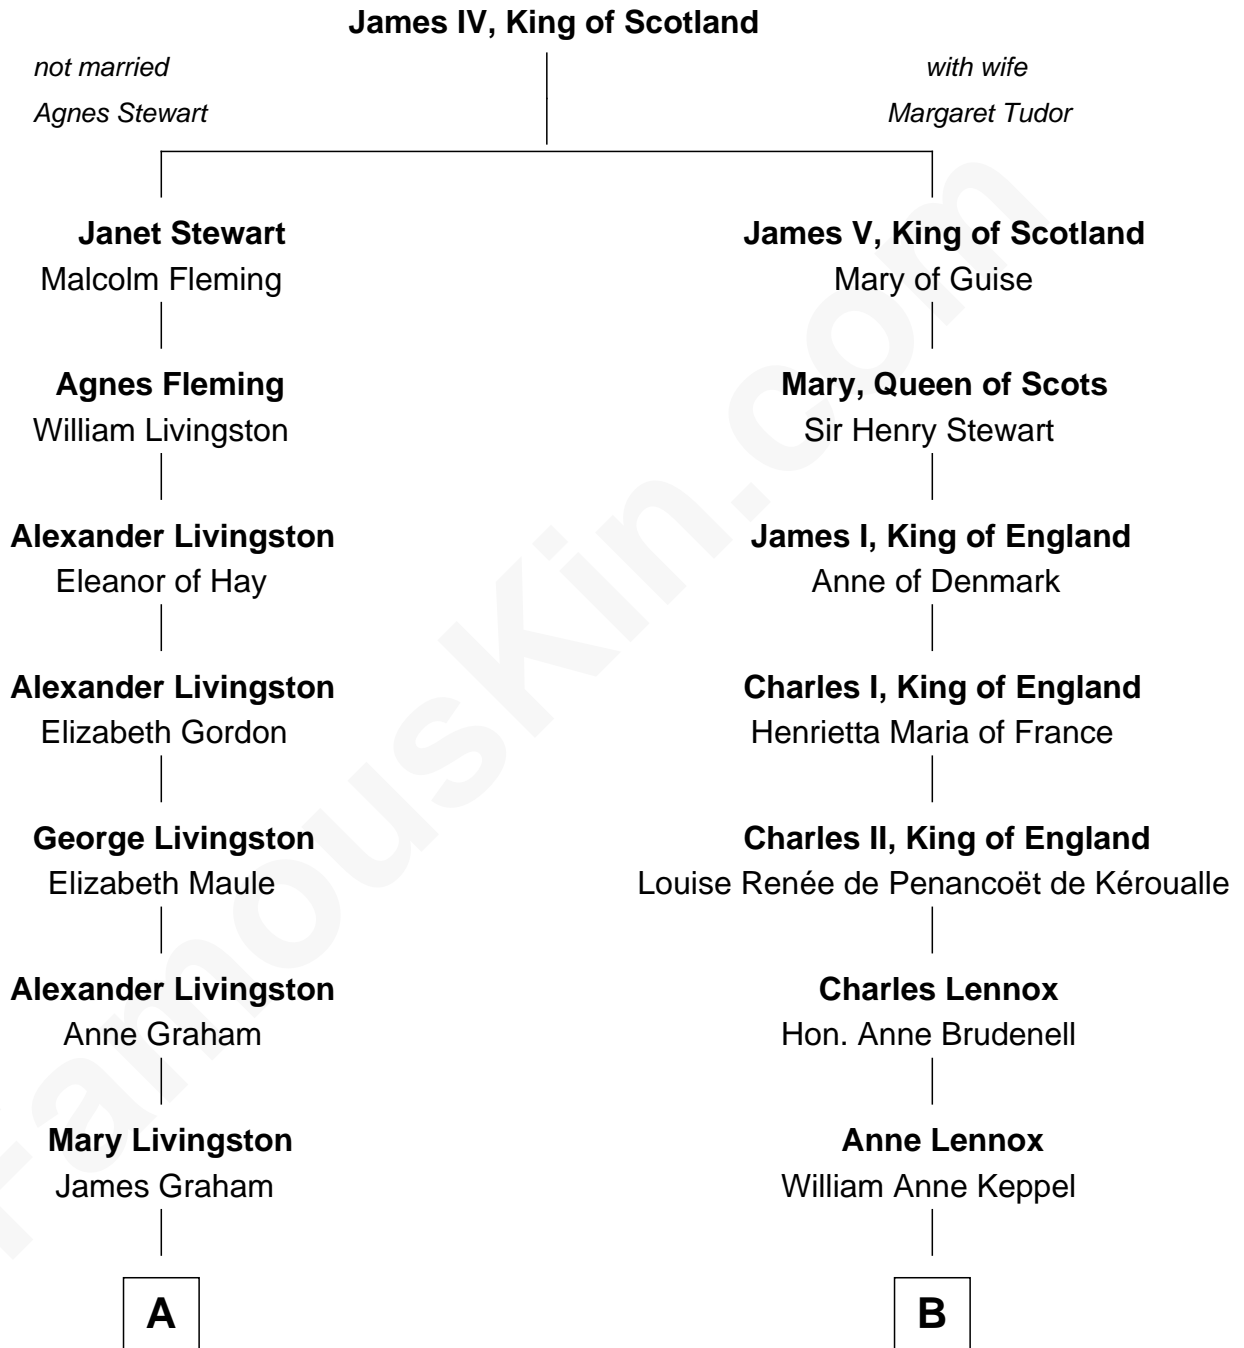 James IV, King of Scotland
not married
Agnes Stewart
with wife
Margaret Tudor
Janet Stewart
Malcolm Fleming
James V, King of Scotland
Mary of Guise
Agnes Fleming
William Livingston
Mary, Queen of Scots
Sir Henry Stewart
Alexander Livingston
Eleanor of Hay
James I, King of England
Anne of Denmark
Alexander Livingston
Elizabeth Gordon
Charles I, King of England
Henrietta Maria of France
George Livingston
Elizabeth Maule
Charles II, King of England
Louise Renée de Penancoët de Kéroualle
Alexander Livingston
Anne Graham
Charles Lennox
Hon. Anne Brudenell
Mary Livingston
James Graham
Anne Lennox
William Anne Keppel
A
B
FamousKin.com